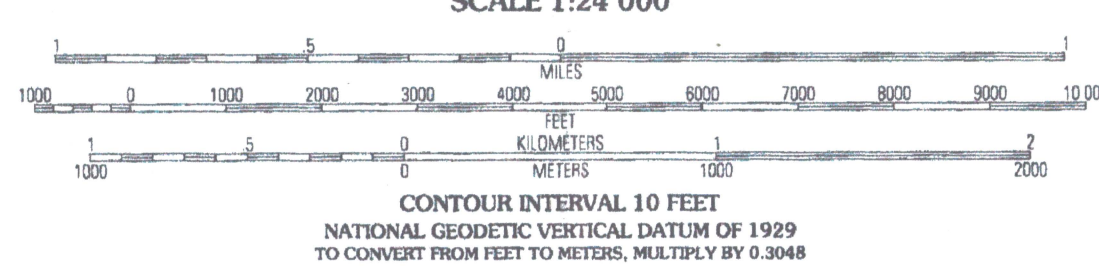 SCALE 1:24 000
1 .5 0 1
MILES
1000 0 1000 2000 3000 4000 5000 6000 7000 8000 9000 10 00
FEET
1 .5 0 KILOMETERS 1 2
1000 0 METERS 1000 2000
CONTOUR INTERVAL 10 FEET
NATIONAL GEODETIC VERTICAL DATUM OF 1929
TO CONVERT FROM FEET TO METERS, MULTIPLY BY 0.3048